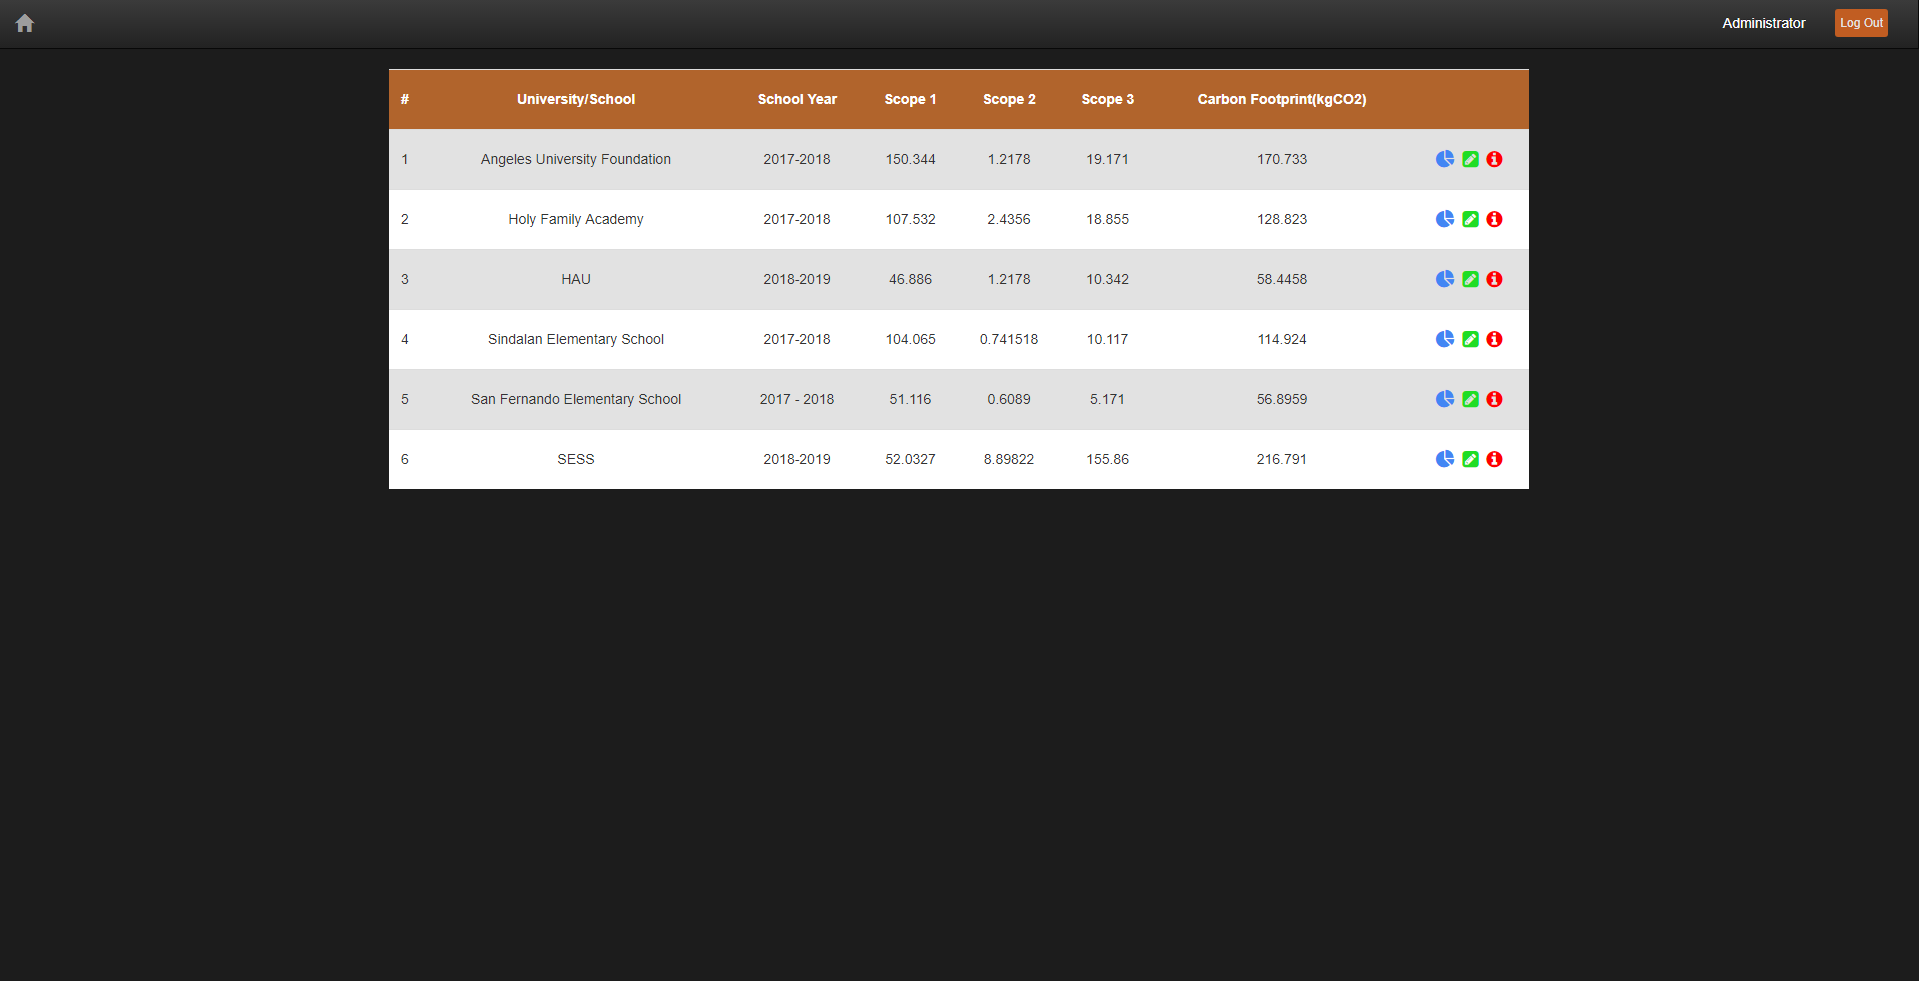 Administrator Log Out
# University/School School Year Scope 1 Scope 2 Scope 3 Carbon Footprint(kgCO2)
1 Angeles University Foundation 2017-2018 150.344 1.2178 19.171 170.733
2 Holy Family Academy 2017-2018 107.532 2.4356 18.855 128.823
3 HAU 2018-2019 46.886 1.2178 10.342 58.4458
4 Sindalan Elementary School 2017-2018 104.065 0.741518 10.117 114.924
5 San Fernando Elementary School 2017 - 2018 51.116 0.6089 5.171 56.8959
6 SESS 2018-2019 52.0327 8.89822 155.86 216.791